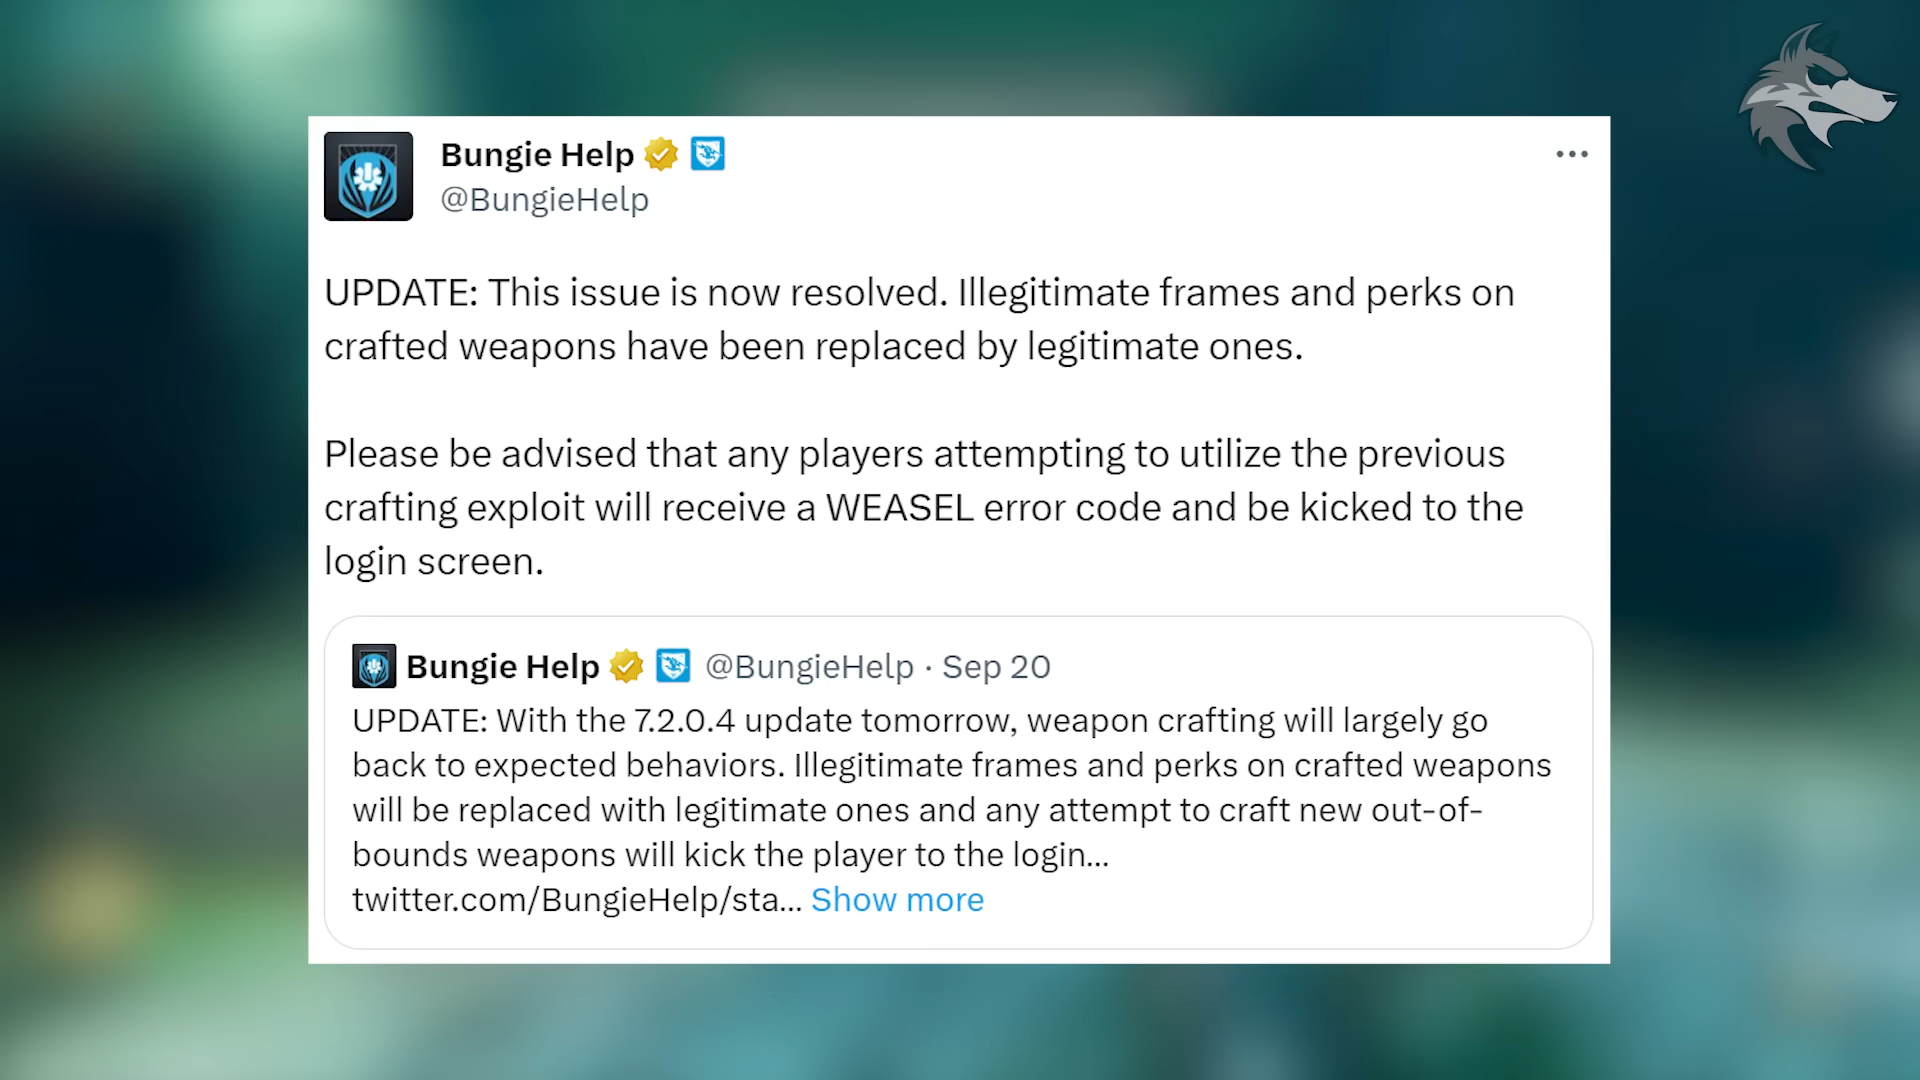 Bungie Help
@BungieHelp
UPDATE: This issue is now resolved. Illegitimate frames and perks on
crafted weapons have been replaced by legitimate ones.
Please be advised that any players attempting to utilize the previous
crafting exploit will receive a WEASEL error code and be kicked to the
login screen.
Bungie Help @BungieHelp · Sep 20
UPDATE: With the 7.2.0.4 update tomorrow, weapon crafting will largely go
back to expected behaviors. Illegitimate frames and perks on crafted weapons
will be replaced with legitimate ones and any attempt to craft new out-of-
bounds weapons will kick the player to the login...
twitter.com/BungieHelp/sta... Show more